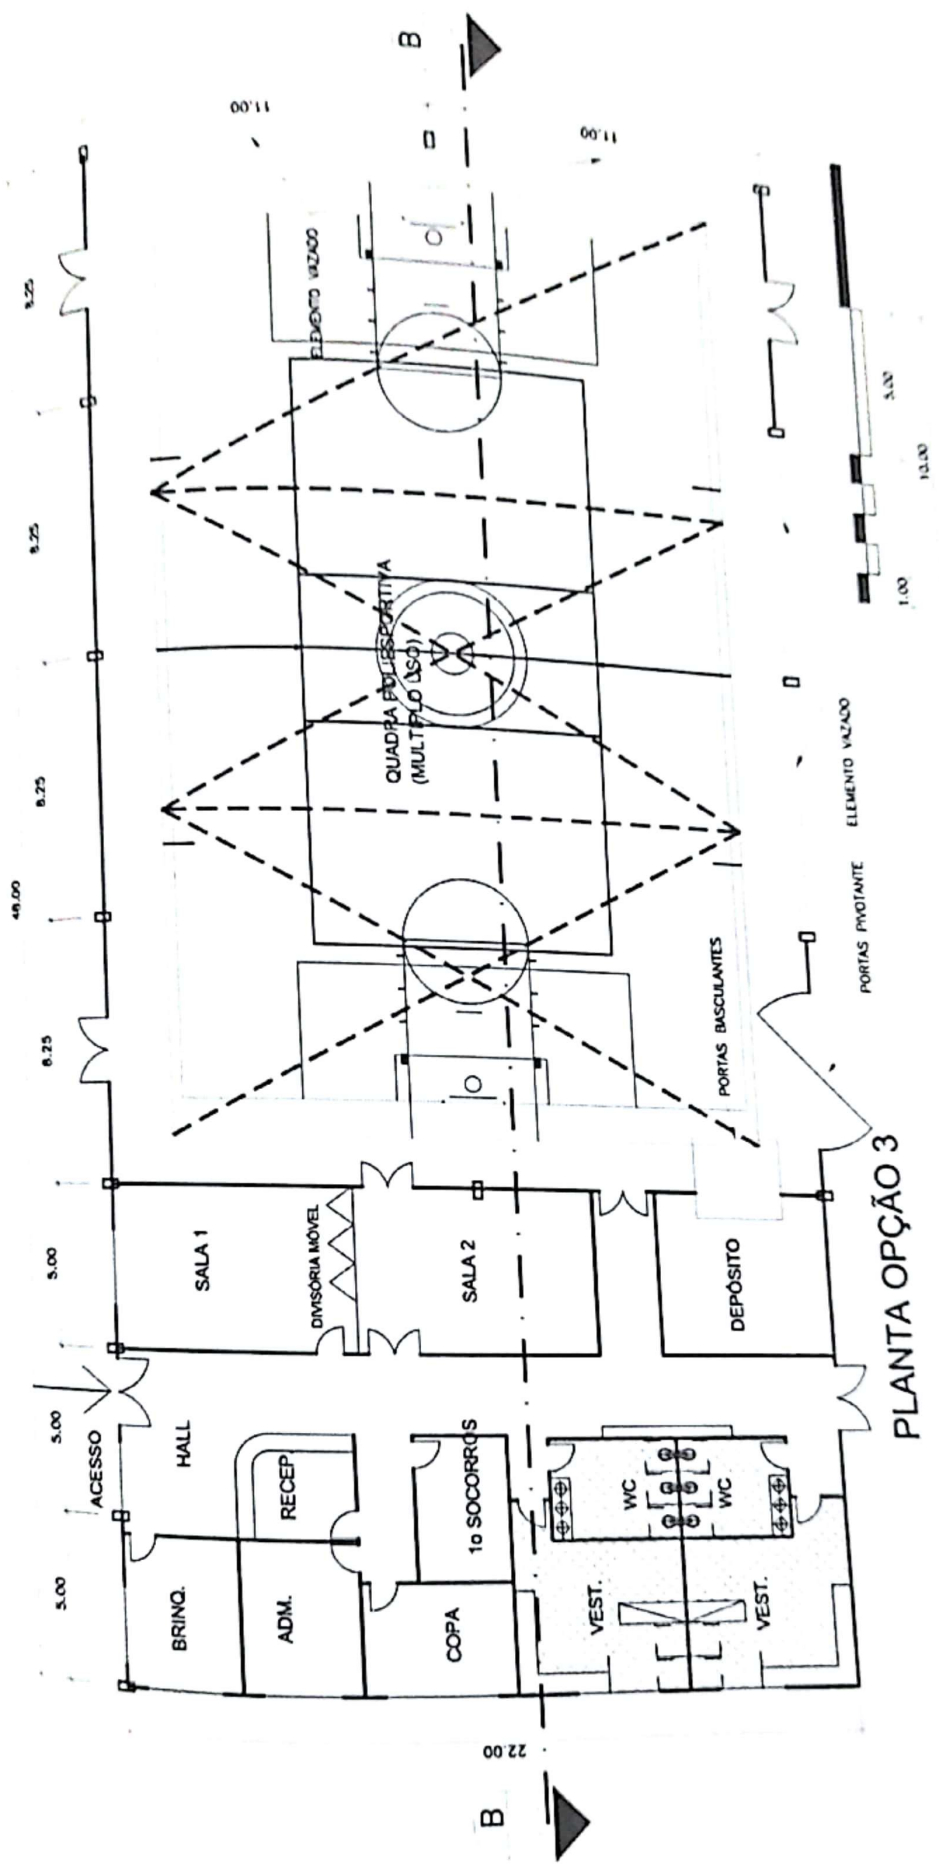 48.00
5.00 5.00 5.00 8.25 8.25 8.25 8.25
ACESSO
BRINQ. HALL SALA 1
11.00
ADM. RECEP. DIVISÓRIA MÓVEL ELEMENTO VAZADO
QUADRA POLIESPORTIVA
(MULTIPLO USO)
B
COPA 1o SOCORROS SALA 2
B
22.00
VEST. WC
11.00
WC
VEST. DEPÓSITO PORTAS BASCULANTES
ELEMENTO VAZADO
PORTAS PIVOTANTE
1.00 5.00
10.00
PLANTA OPÇÃO 3